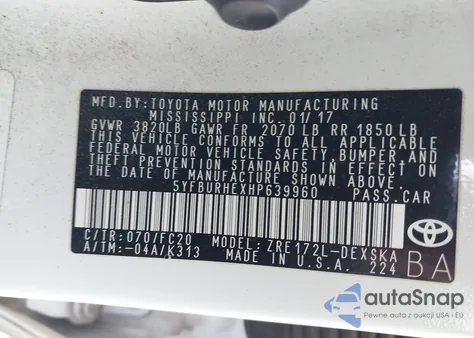 MFD.BY:TOYOTA MOTOR MANUFACTURING
MISSISSIPPI INC. 01/17
GVWR 3820LB GAWR FR 2070 LB RR 1850LB
THIS VEHICLE CONFORMS TO ALL APPLICABLE
FEDERAL MOTOR VEHICLE SAFETY, BUMPER, AND
THEFT PREVENTION STANDARDS IN EFFECT ON
THE DATE OF MANUFACTURE SHOWN ABOVE.
5YFBURHEXHP639960 PASS.CAR
C/TR:070/FC20 MODEL:ZRE172L-DEXSKA
A/TM:-04A/K313 MADE IN U.S.A. 224
TOYOTA
BA
autaSnap
Pewne auta z aukcji USA - EU